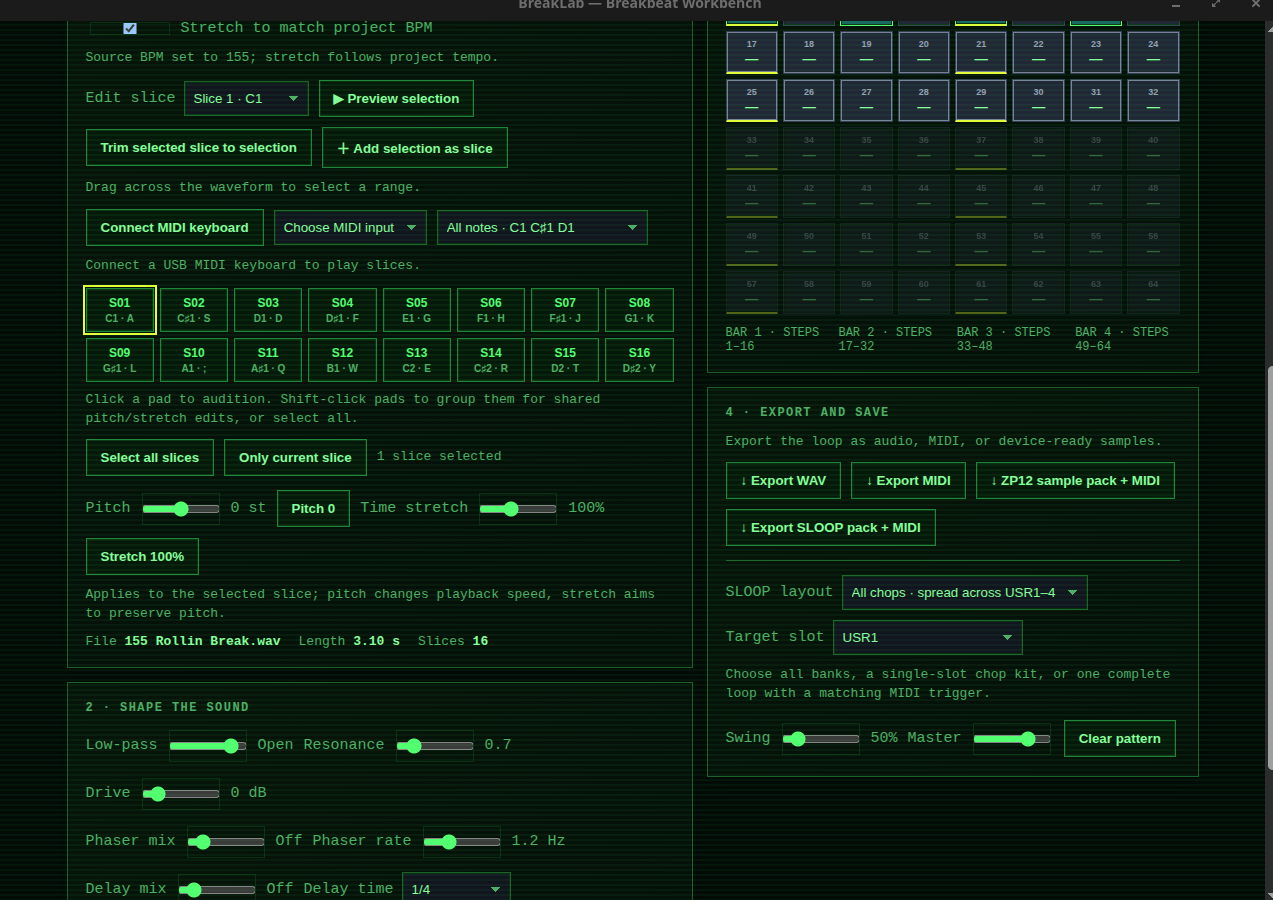 BreakLab — Breakbeat Workbench
Stretch to match project BPM
Source BPM set to 155; stretch follows project tempo.
Edit slice Slice 1 · C1 ▶ Preview selection
Trim selected slice to selection ＋ Add selection as slice
Drag across the waveform to select a range.
Connect MIDI keyboard Choose MIDI input All notes · C1 C♯1 D1
Connect a USB MIDI keyboard to play slices.
S01 S02 S03 S04 S05 S06 S07 S08
C1 · A C♯1 · S D1 · D D♯1 · F E1 · G F1 · H F♯1 · J G1 · K
S09 S10 S11 S12 S13 S14 S15 S16
G♯1 · L A1 · ; A♯1 · Q B1 · W C2 · E C♯2 · R D2 · T D♯2 · Y
Click a pad to audition. Shift-click pads to group them for shared
pitch/stretch edits, or select all.
Select all slices Only current slice 1 slice selected
Pitch 0 st Pitch 0 Time stretch 100%
Stretch 100%
Applies to the selected slice; pitch changes playback speed, stretch aims
to preserve pitch.
File 155 Rollin Break.wav Length 3.10 s Slices 16
2 · SHAPE THE SOUND
Low-pass Open Resonance 0.7
Drive 0 dB
Phaser mix Off Phaser rate 1.2 Hz
Delay mix Off Delay time 1/4
17 18 19 20 21 22 23 24
— — — — — — — —
25 26 27 28 29 30 31 32
— — — — — — — —
33 34 35 36 37 38 39 40
— — — — — — — —
41 42 43 44 45 46 47 48
— — — — — — — —
49 50 51 52 53 54 55 56
— — — — — — — —
57 58 59 60 61 62 63 64
— — — — — — — —
BAR 1 · STEPS BAR 2 · STEPS BAR 3 · STEPS BAR 4 · STEPS
1–16 17–32 33–48 49–64
4 · EXPORT AND SAVE
Export the loop as audio, MIDI, or device-ready samples.
↓ Export WAV ↓ Export MIDI ↓ ZP12 sample pack + MIDI
↓ Export SLOOP pack + MIDI
SLOOP layout All chops · spread across USR1–4
Target slot USR1
Choose all banks, a single-slot chop kit, or one complete
loop with a matching MIDI trigger.
Swing 50% Master Clear pattern